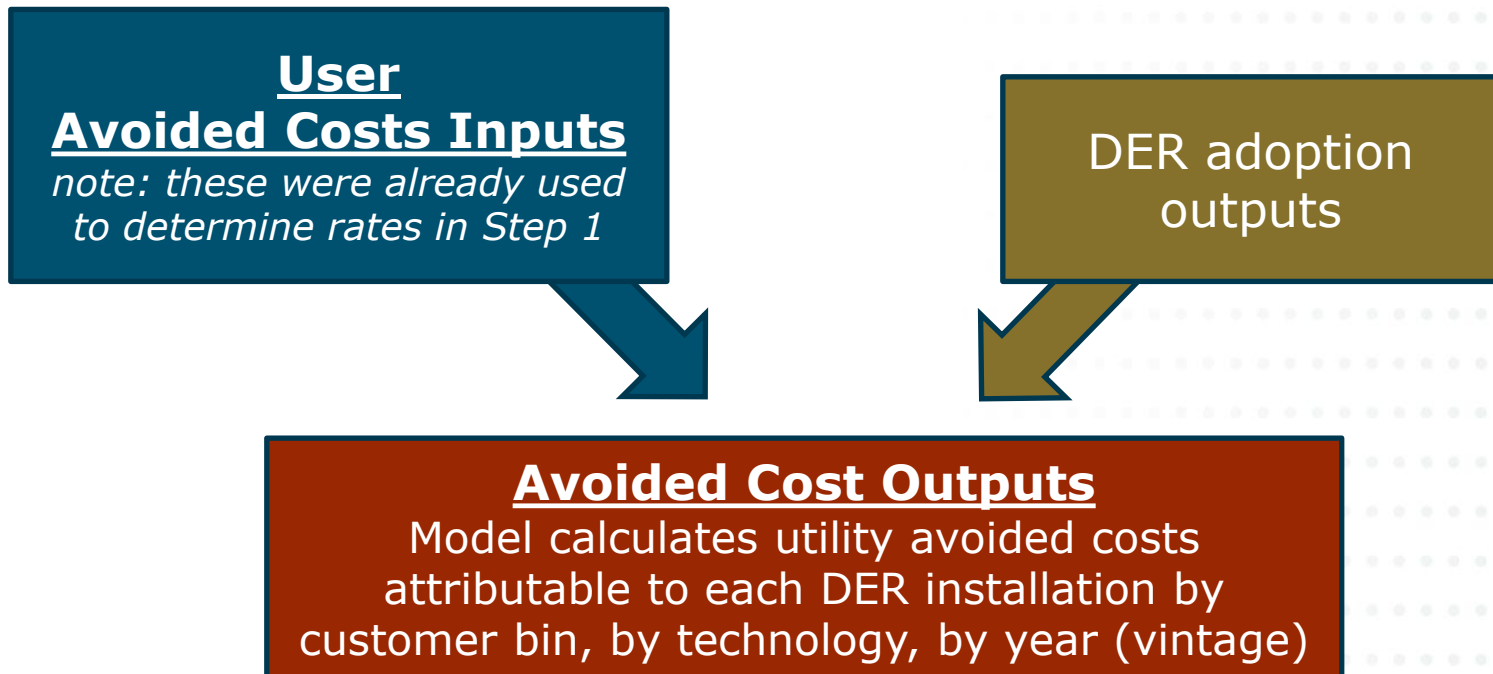 User
Avoided Costs Inputs
note: these were already used
to determine rates in Step 1
DER adoption
outputs
Avoided Cost Outputs
Model calculates utility avoided costs
attributable to each DER installation by
customer bin, by technology, by year (vintage)